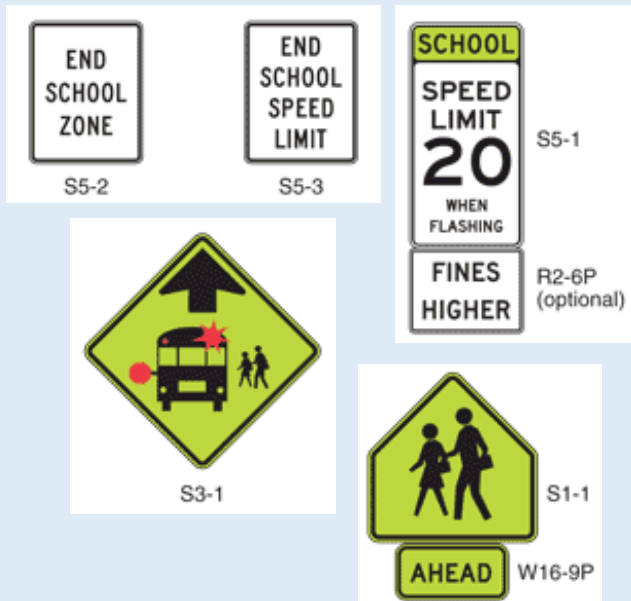 END
SCHOOL
ZONE
S5-2
END
SCHOOL
SPEED
LIMIT
S5-3
SCHOOL
SPEED
LIMIT
20
WHEN
FLASHING
S5-1
FINES
HIGHER
R2-6P
(optional)
S3-1
S1-1
AHEAD
W16-9P